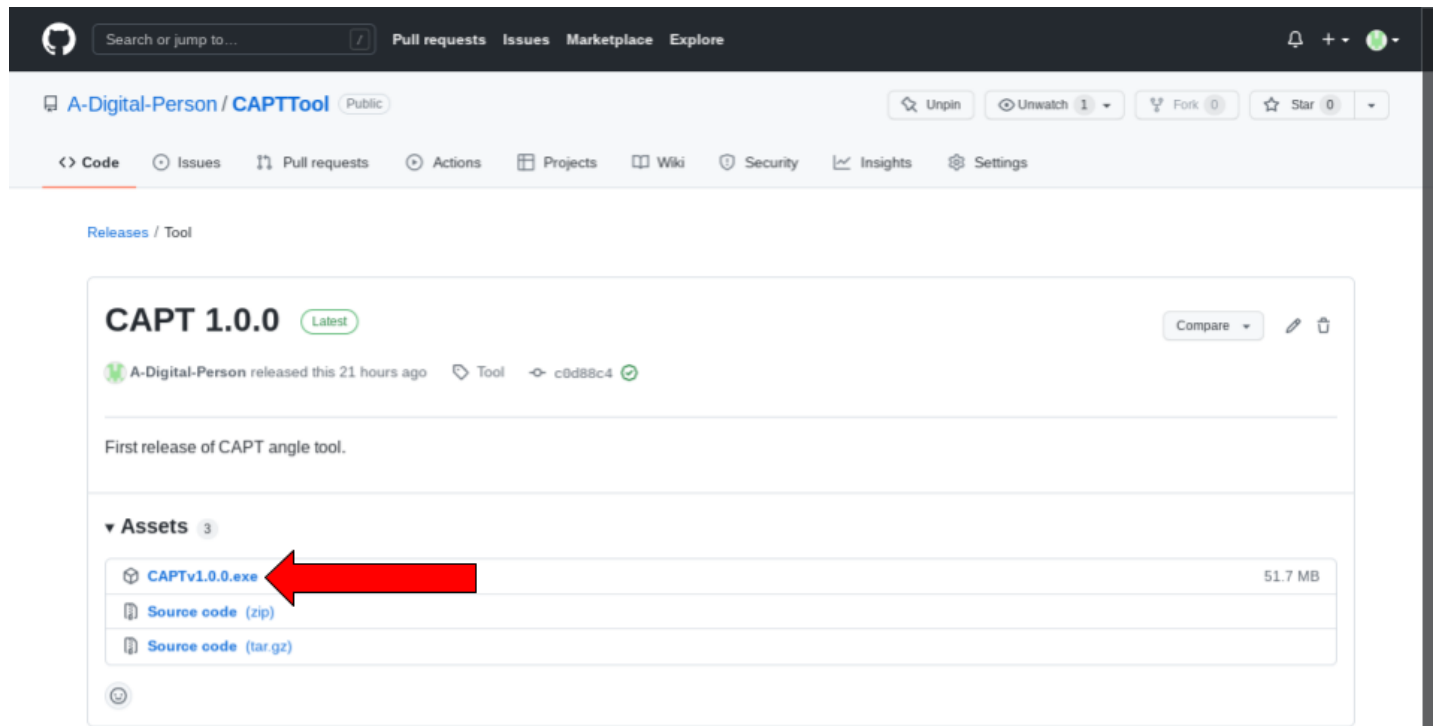 Search or jump to... / Pull requests Issues Marketplace Explore
A-Digital-Person / CAPTTool Public Unpin Unwatch 1 Fork 0 Star 0
<> Code Issues Pull requests Actions Projects Wiki Security Insights Settings
Releases / Tool
CAPT 1.0.0 Latest Compare
A-Digital-Person released this 21 hours ago Tool c0d88c4
First release of CAPT angle tool.
Assets 3
CAPTv1.0.0.exe 51.7 MB
Source code (zip)
Source code (tar.gz)